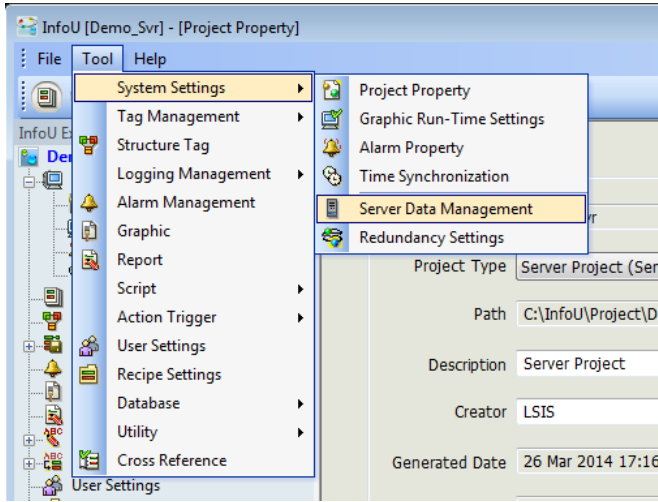 InfoU [Demo_Svr] - [Project Property]
File Tool Help
System Settings
Tag Management
Structure Tag
Logging Management
Alarm Management
Graphic
Report
Script
Action Trigger
User Settings
Recipe Settings
Database
Utility
Cross Reference
Project Property
Graphic Run-Time Settings
Alarm Property
Time Synchronization
Server Data Management
Redundancy Settings
InfoU E
Der
User Settings
Project Type Server Project (Ser
Path C:\InfoU\Project\D
Description Server Project
Creator LSIS
Generated Date 26 Mar 2014 17:16